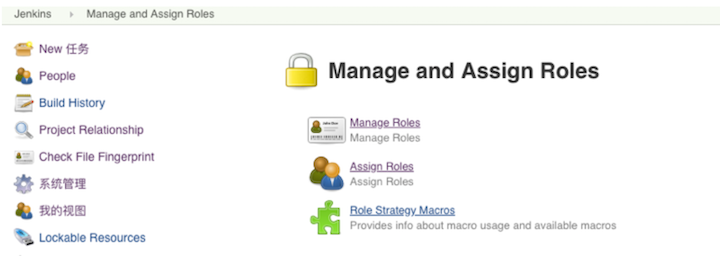 Jenkins Manage and Assign Roles
New 任务
People
Build History
Project Relationship
Check File Fingerprint
系统管理
我的视图
Lockable Resources
Manage and Assign Roles
Manage Roles
Manage Roles
Assign Roles
Assign Roles
Role Strategy Macros
Provides info about macro usage and available macros